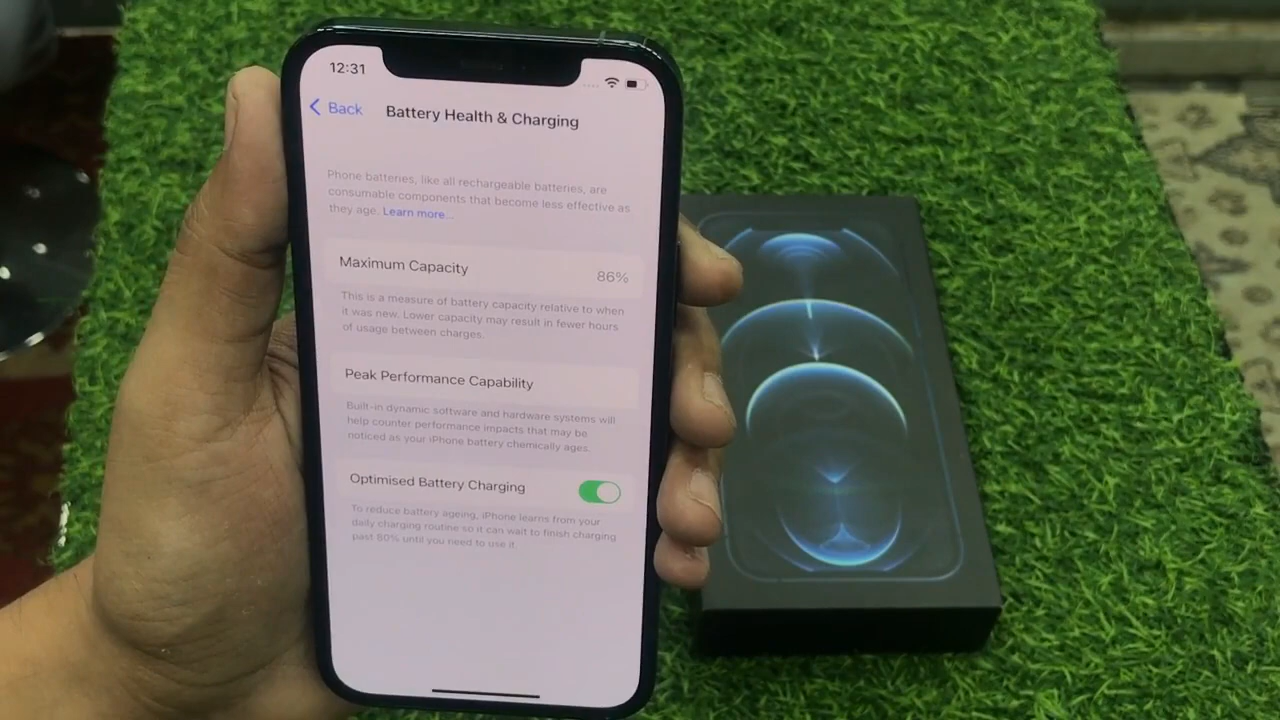 12:31
Back
Battery Health & Charging
Phone batteries, like all rechargeable batteries, are
consumable components that become less effective as
they age. Learn more...
Maximum Capacity 86%
This is a measure of battery capacity relative to when
it was new. Lower capacity may result in fewer hours
of usage between charges.
Peak Performance Capability
Built-in dynamic software and hardware systems will
help counter performance impacts that may be
noticed as your iPhone battery chemically ages.
Optimised Battery Charging
To reduce battery ageing, iPhone learns from your
daily charging routine so it can wait to finish charging
past 80% until you need to use it.